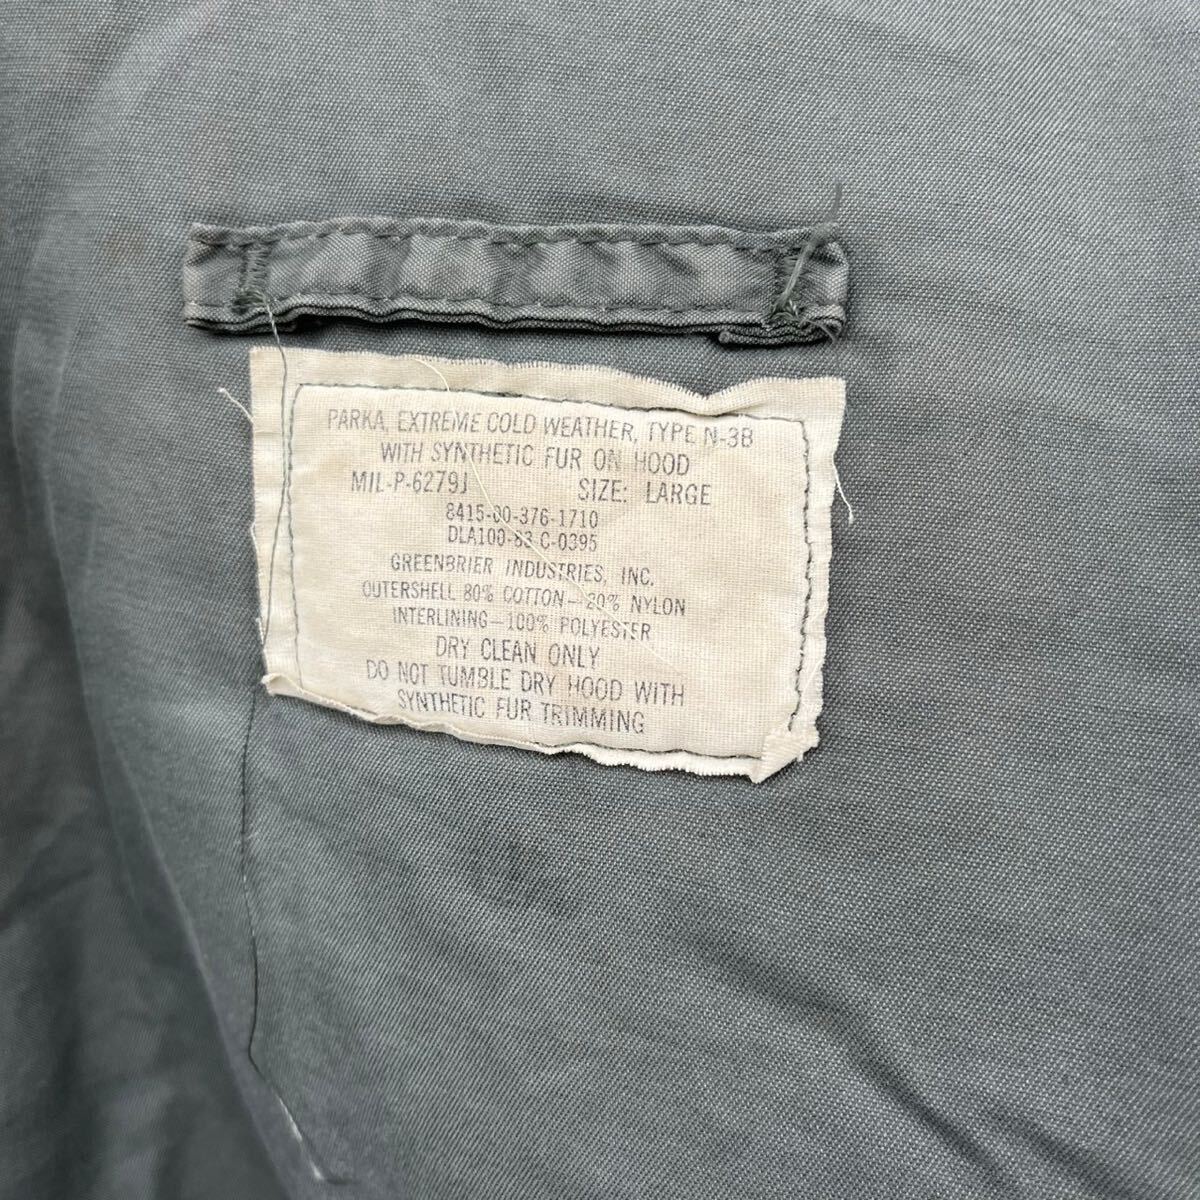 PARKA, EXTREME COLD WEATHER, TYPE N-3B
WITH SYNTHETIC FUR ON HOOD
MIL-P-6279J SIZE: LARGE
8415-00-376-1710
DLA100-83-C-0395
GREENBRIER INDUSTRIES, INC.
OUTERSHELL 80% COTTON—20% NYLON
INTERLINING—100% POLYESTER
DRY CLEAN ONLY
DO NOT TUMBLE DRY HOOD WITH
SYNTHETIC FUR TRIMMING